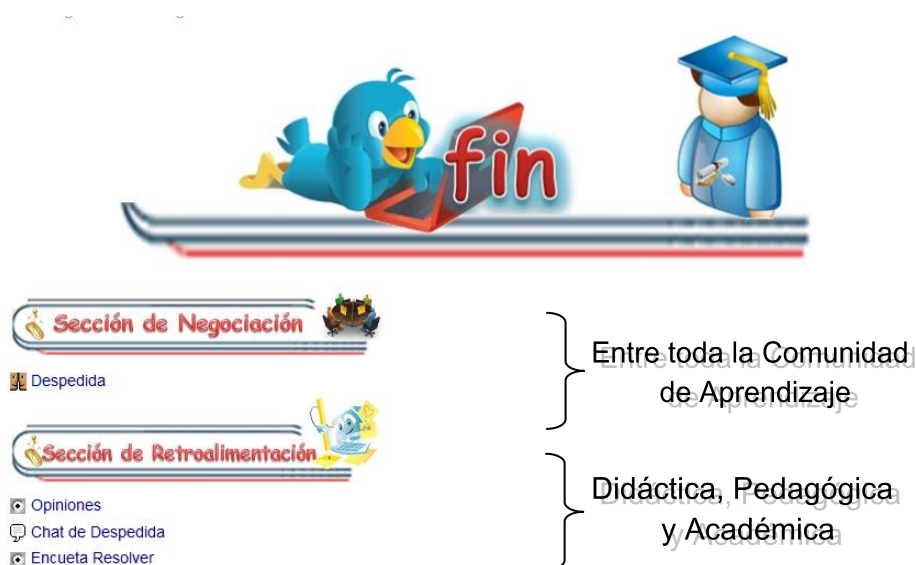 fin
Sección de Negociación
Entre toda la Comunidad
de Aprendizaje
Despedida
Sección de Retroalimentación
Didáctica, Pedagógica
y Académica
Opiniones
Chat de Despedida
Encueta Resolver